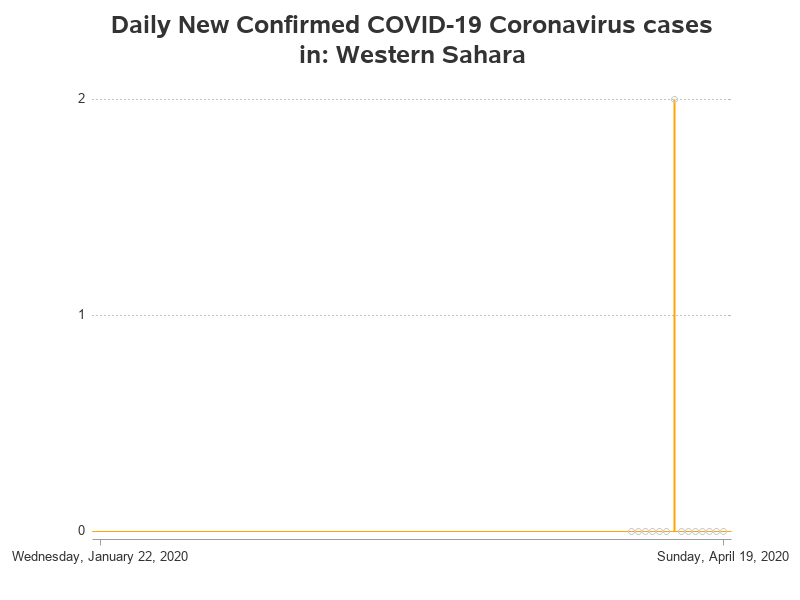 Daily New Confirmed COVID-19 Coronavirus cases
in: Western Sahara
2
1
0
Wednesday, January 22, 2020
Sunday, April 19, 2020